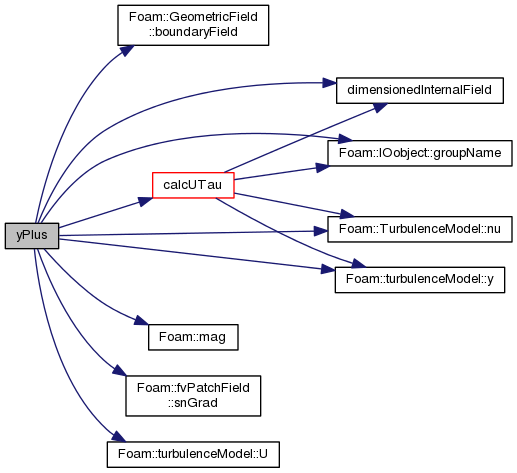 Foam::GeometricField
::boundaryField
dimensionedInternalField
Foam::IOobject::groupName
calcUTau
Foam::TurbulenceModel::nu
yPlus
Foam::turbulenceModel::y
Foam::mag
Foam::fvPatchField
::snGrad
Foam::turbulenceModel::U